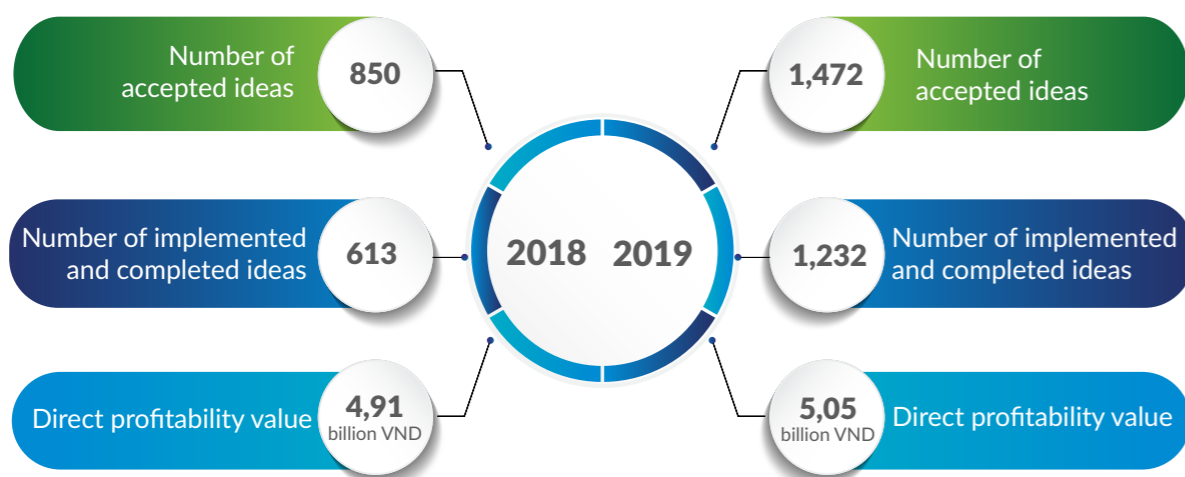 Number of
accepted ideas
850
1,472
Number of
accepted ideas
Number of implemented
and completed ideas
613
2018 2019
1,232
Number of implemented
and completed ideas
Direct profitability value
4,91
billion VND
5,05
billion VND
Direct profitability value